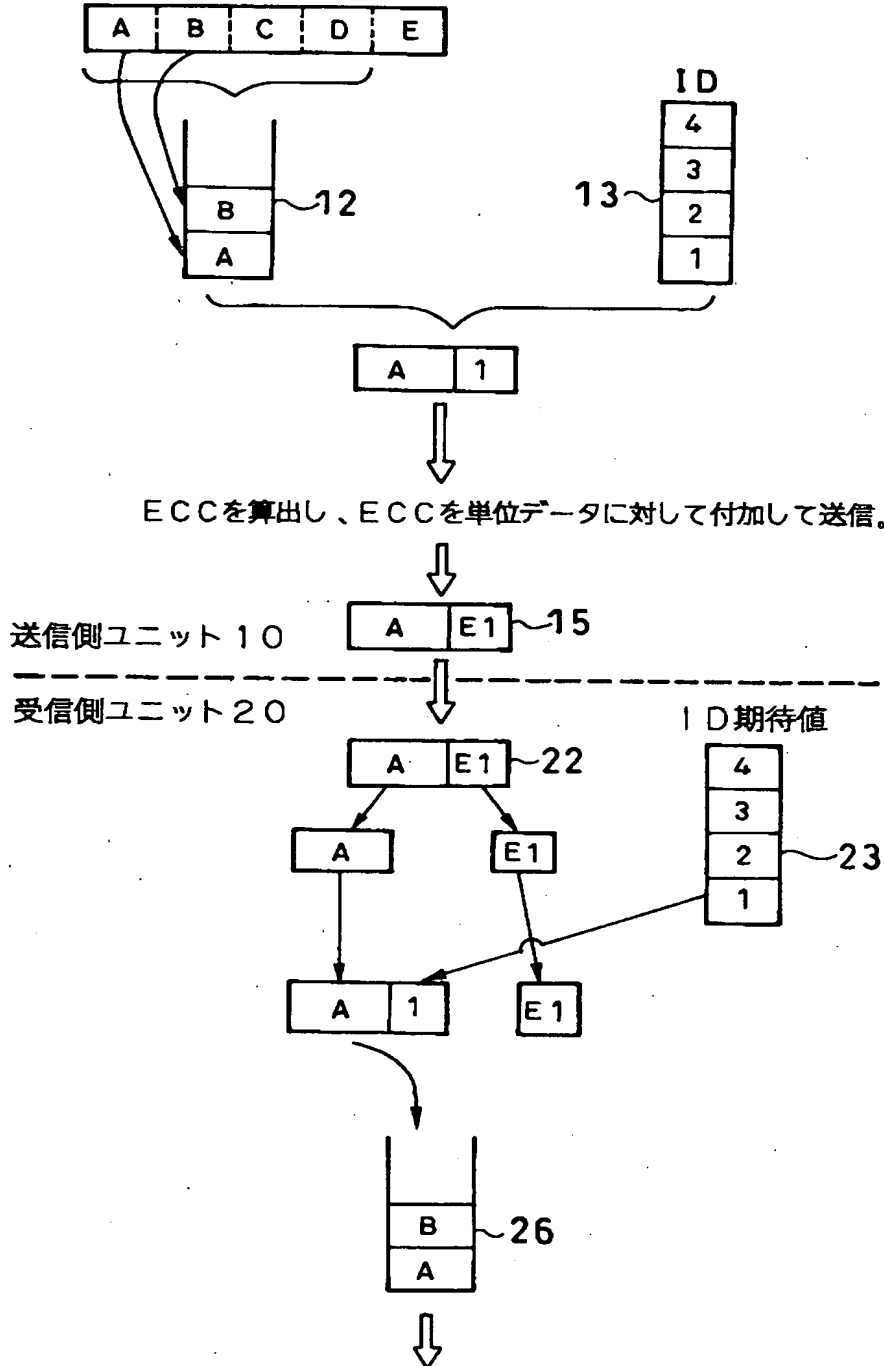 A B C D E
ID
4
3
13
2
B
12
A
1
A 1
ECCを算出し、ECCを単位データに対して付加して送信。
A E1 15
送信側ユニット10
受信側ユニット20
ID期待値
A E1 22
4
3
A E1
2
23
1
A 1 E1
B
26
A